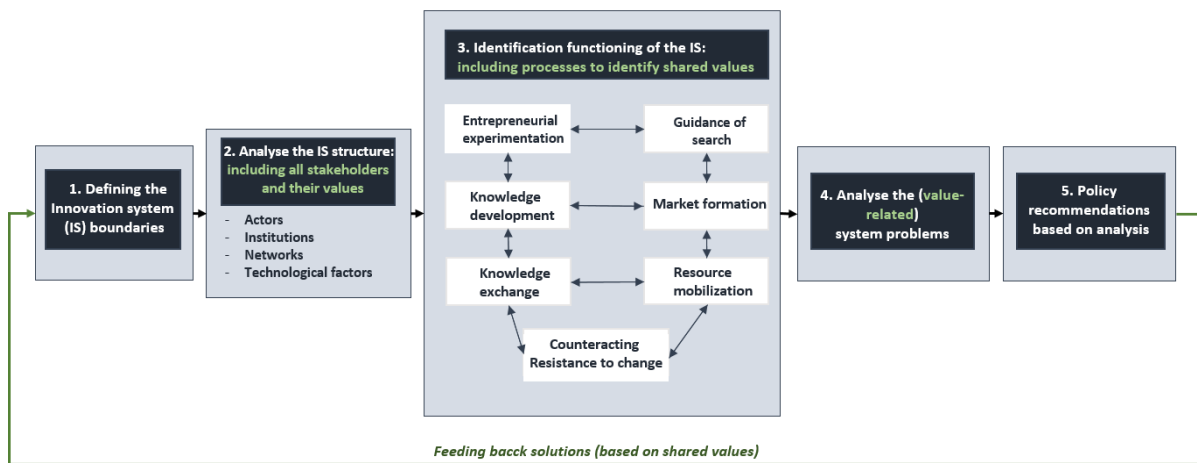 1. Defining the
Innovation system
(IS) boundaries
2. Analyse the IS structure:
including all stakeholders
and their values
- Actors
- Institutions
- Networks
- Technological factors
3. Identification functioning of the IS:
including processes to identify shared values
Entrepreneurial
experimentation
Guidance of
search
Knowledge
development
Market formation
Knowledge
exchange
Resource
mobilization
Counteracting
Resistance to change
4. Analyse the (value-
related)
system problems
5. Policy
recommendations
based on analysis
Feeding bacck solutions (based on shared values)